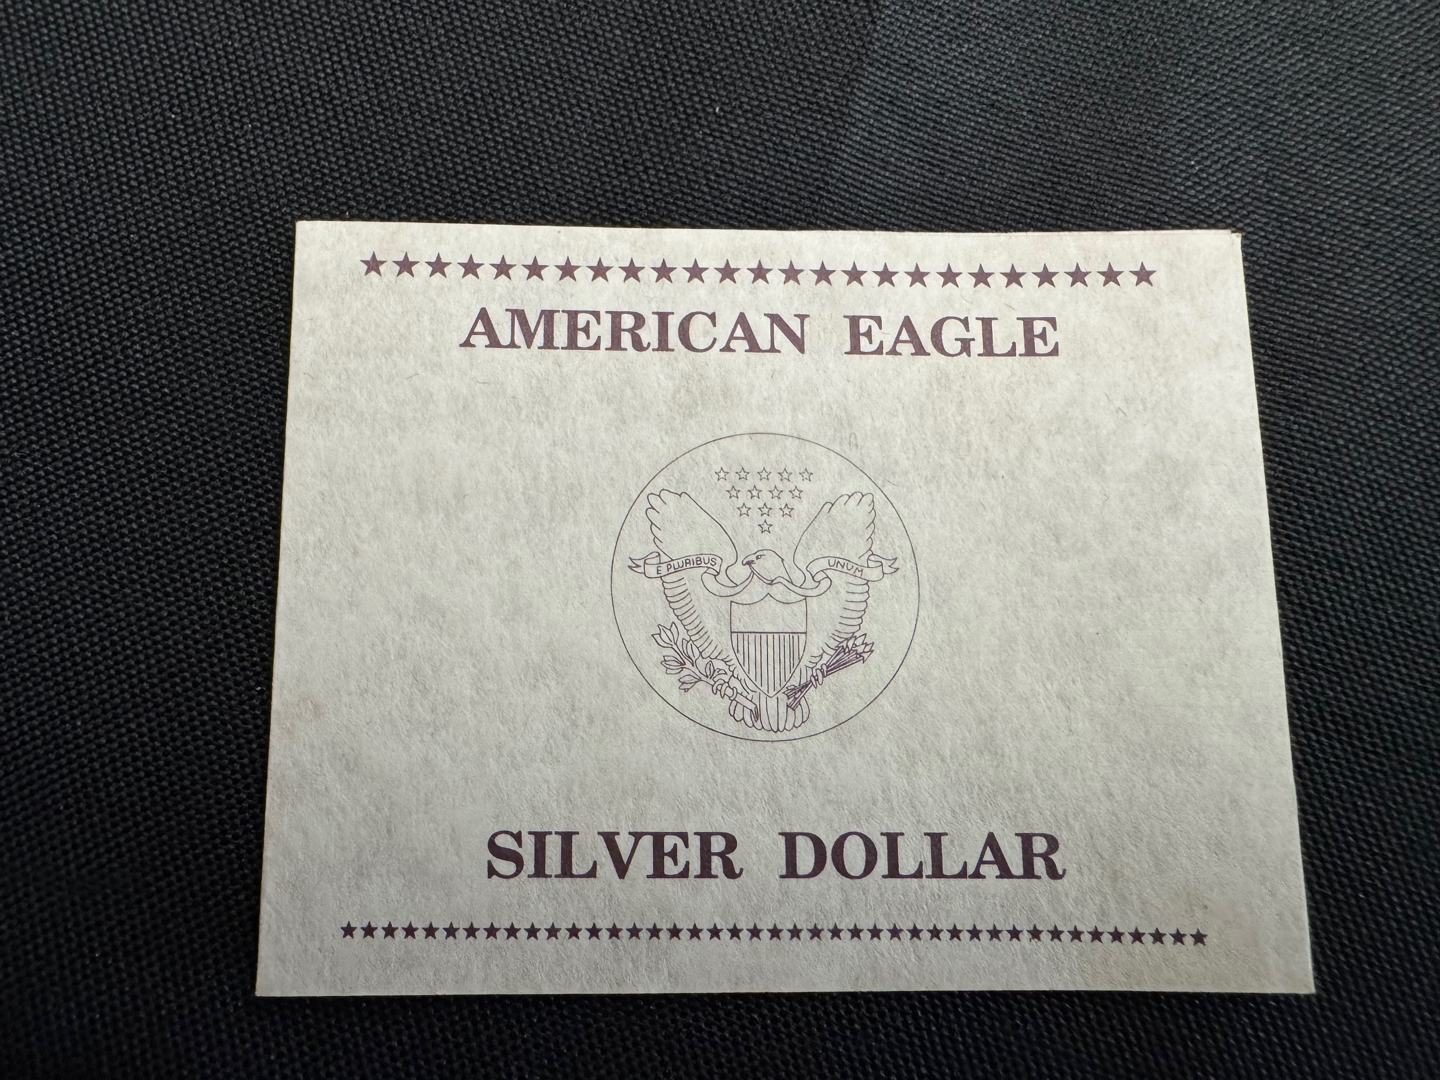 AMERICAN EAGLE
E PLURIBUS UNUM
SILVER DOLLAR